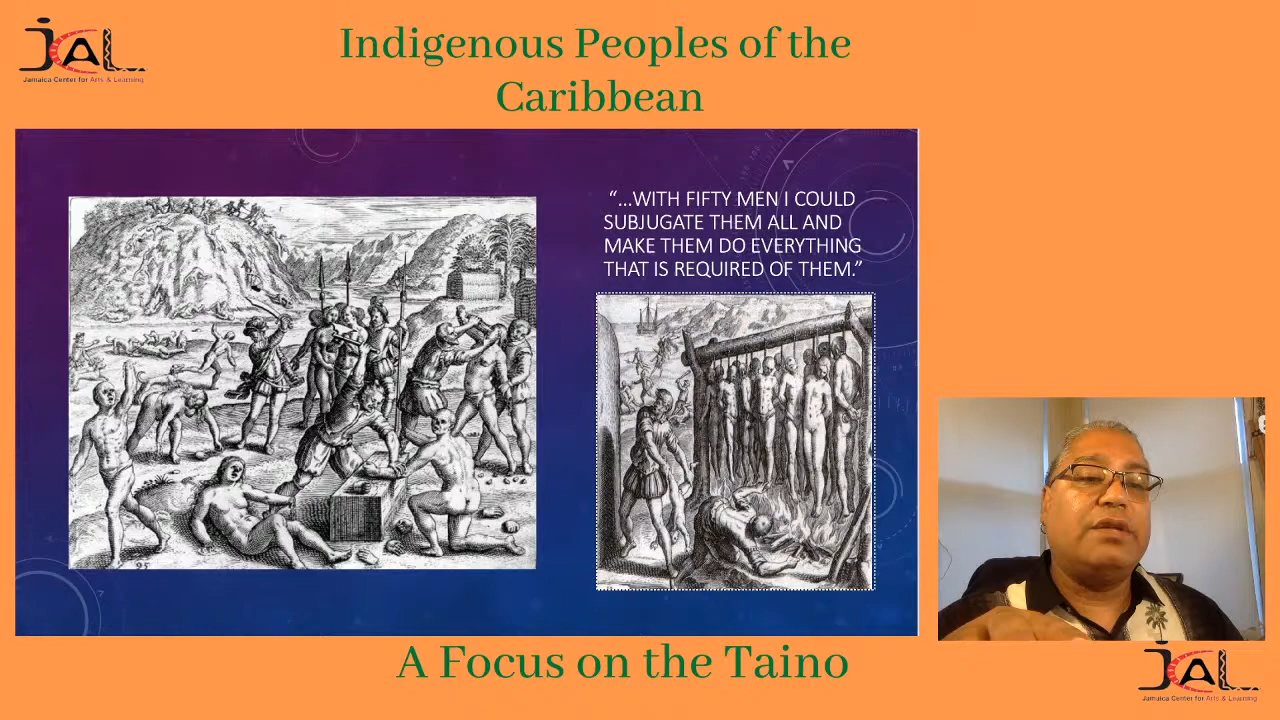 JCAL
Jamaica Center for Arts & Learning
Indigenous Peoples of the
Caribbean
“...WITH FIFTY MEN I COULD
SUBJUGATE THEM ALL AND
MAKE THEM DO EVERYTHING
THAT IS REQUIRED OF THEM.”
A Focus on the Taino
JCAL
Jamaica Center for Arts & Learning